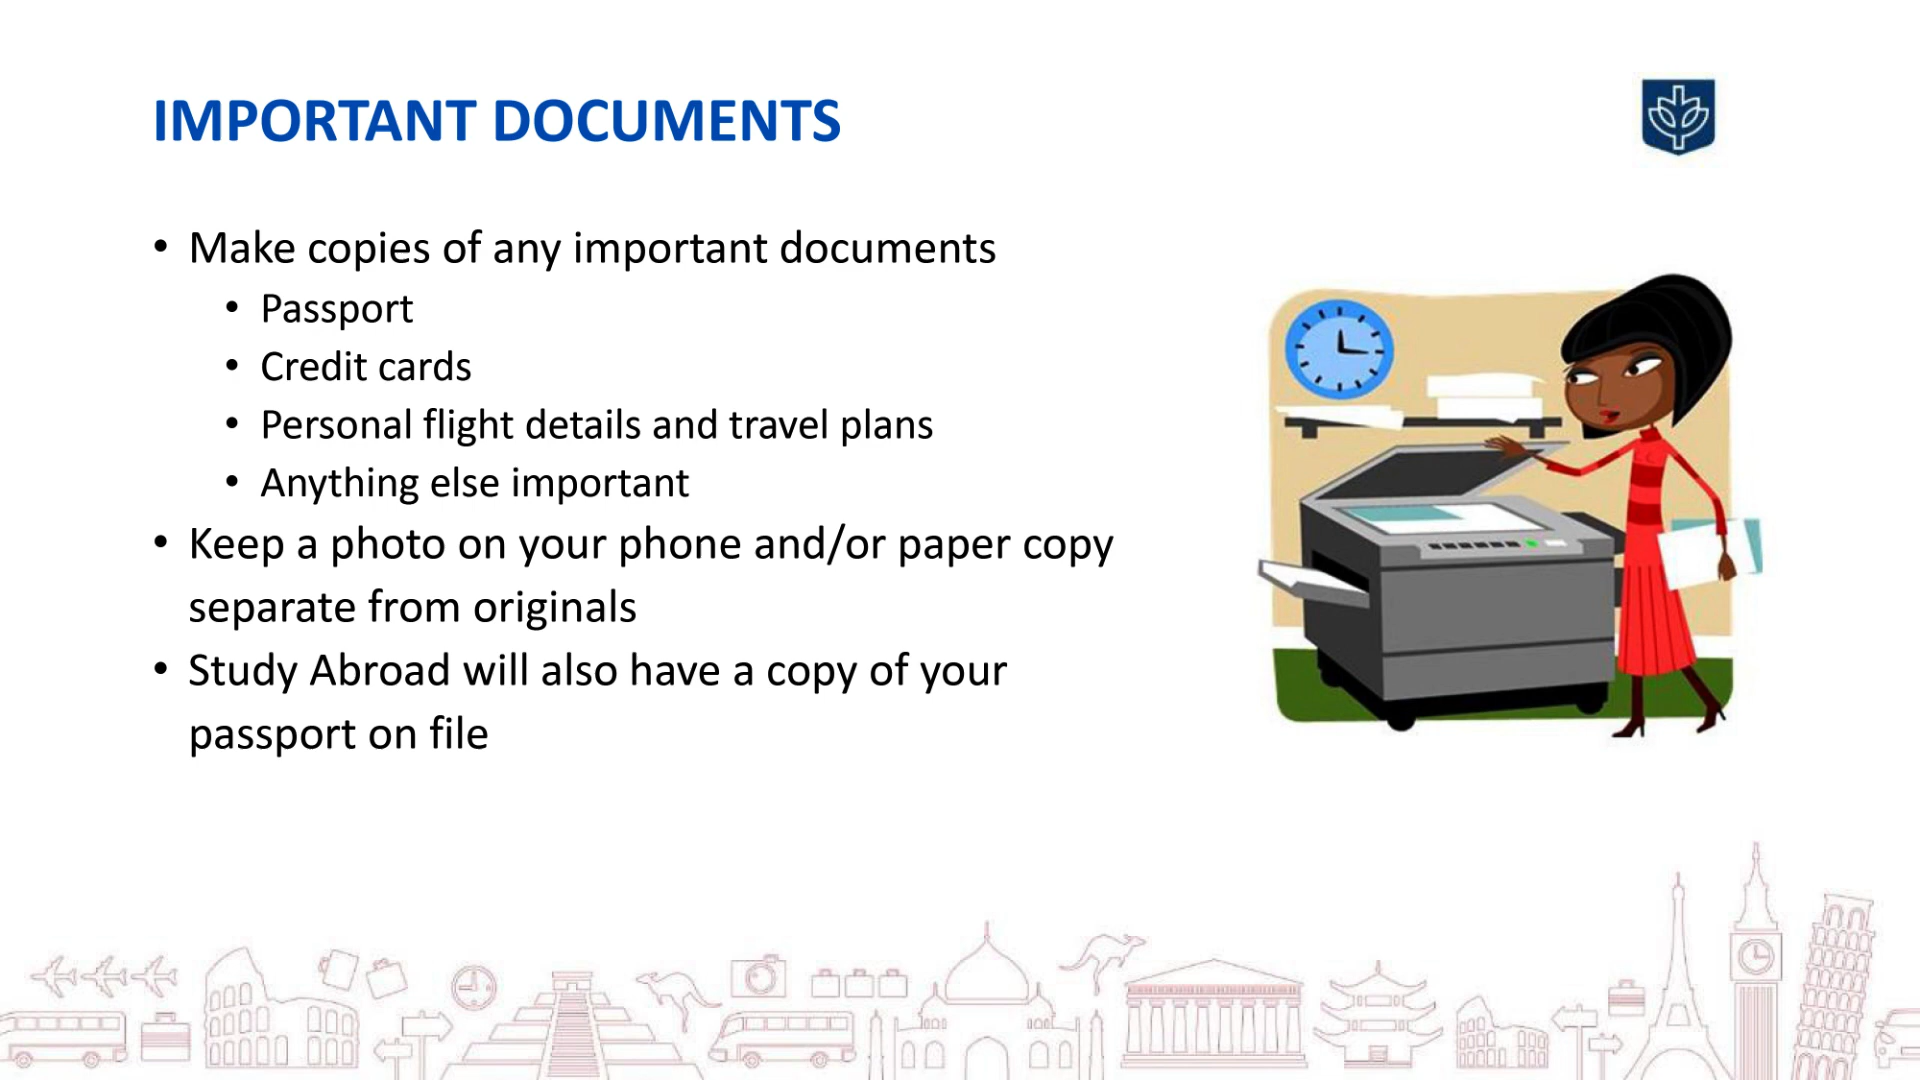 IMPORTANT DOCUMENTS
• Make copies of any important documents
• Passport
• Credit cards
• Personal flight details and travel plans
• Anything else important
• Keep a photo on your phone and/or paper copy
separate from originals
• Study Abroad will also have a copy of your
passport on file